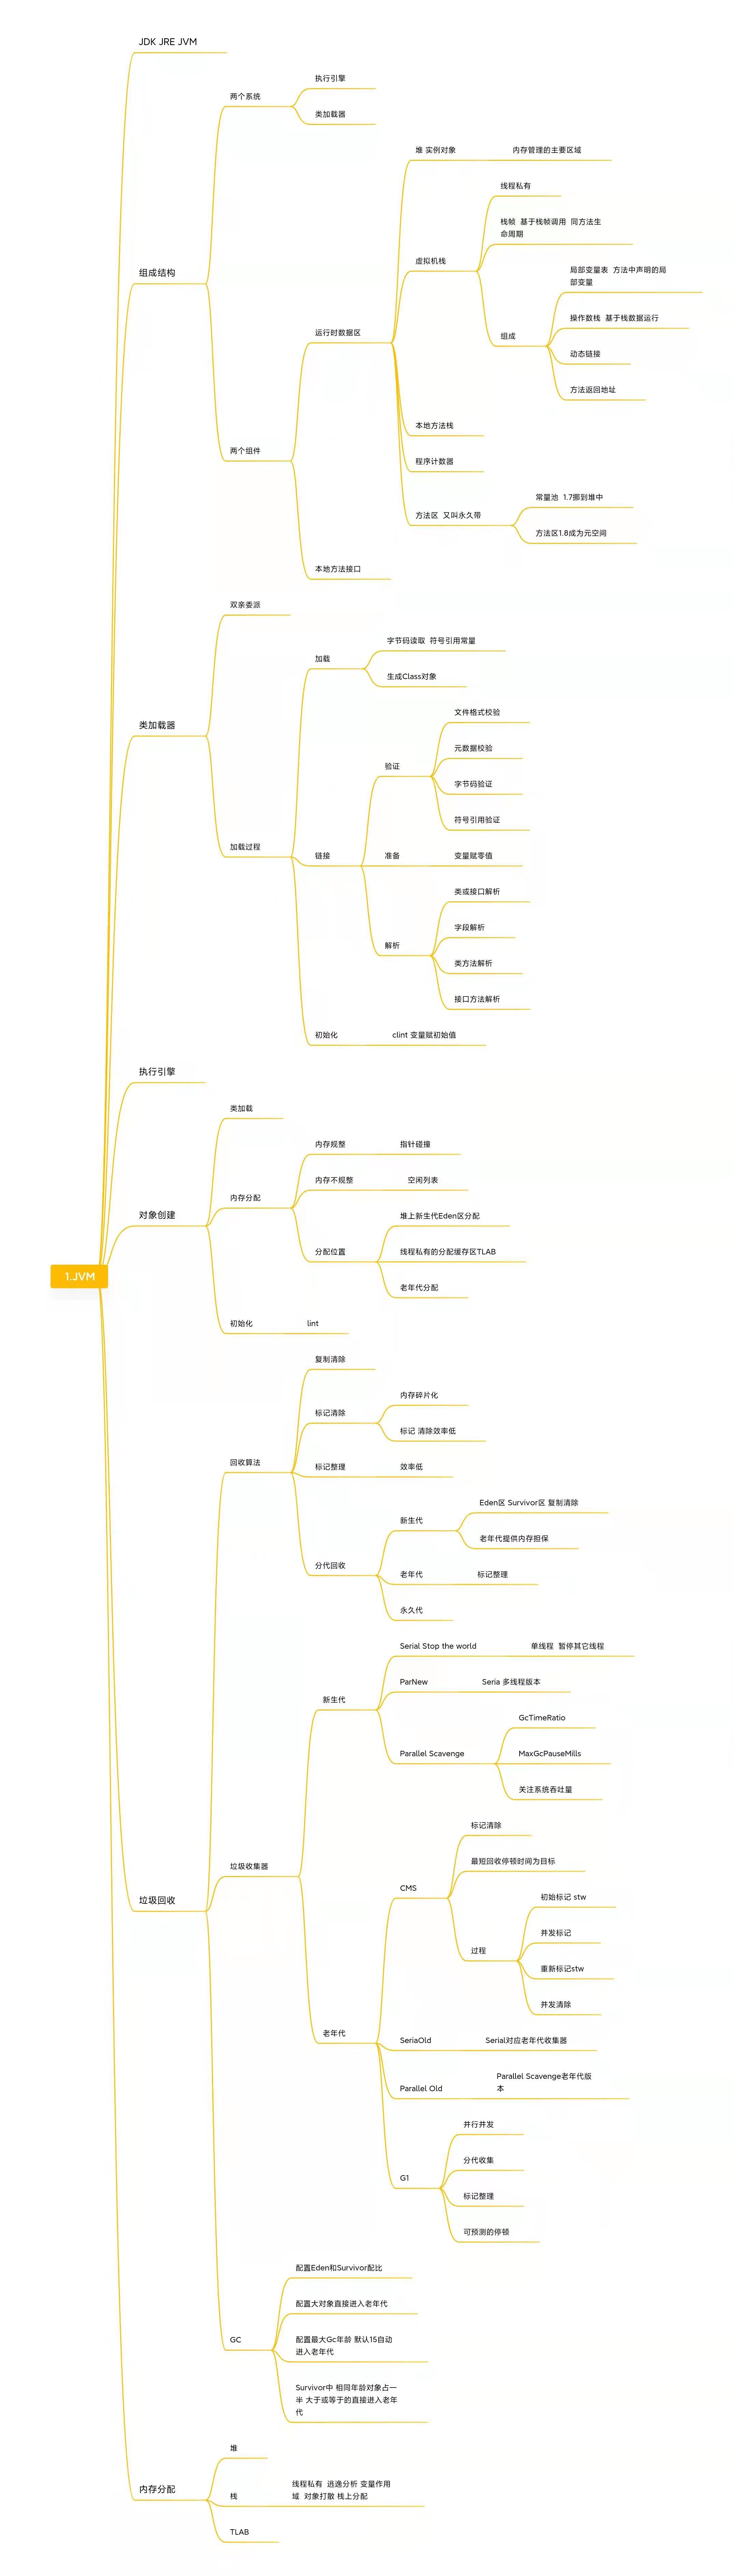 JDK JRE JVM
执行引擎
两个系统
类加载器
堆 实例对象
内存管理的主要区域
线程私有
栈帧 基于栈帧调用 同方法生
命周期
虚拟机栈
局部变量表 方法中声明的局
部变量
组成结构
操作数栈 基于栈数据运行
运行时数据区
组成
动态链接
方法返回地址
本地方法栈
两个组件
程序计数器
常量池 1.7挪到堆中
方法区 又叫永久带
方法区1.8成为元空间
本地方法接口
双亲委派
字节码读取 符号引用常量
加载
生成Class对象
文件格式校验
类加载器
元数据校验
验证
字节码验证
符号引用验证
加载过程
链接
准备
变量赋零值
类或接口解析
字段解析
解析
类方法解析
接口方法解析
初始化
clint 变量赋初始值
执行引擎
类加载
内存规整
指针碰撞
内存不规整
空闲列表
内存分配
对象创建
堆上新生代Eden区分配
分配位置
线程私有的分配缓存区TLAB
1.JVM
老年代分配
初始化
lint
复制清除
内存碎片化
标记清除
标记 清除效率低
回收算法
标记整理
效率低
Eden区 Survivor区 复制清除
新生代
老年代提供内存担保
分代回收
老年代
标记整理
永久代
Serial Stop the world
单线程 暂停其它线程
ParNew
Seria 多线程版本
新生代
GcTimeRatio
Parallel Scavenge
MaxGcPauseMills
关注系统吞吐量
标记清除
最短回收停顿时间为目标
垃圾收集器
CMS
垃圾回收
初始标记 stw
并发标记
过程
重新标记stw
并发清除
老年代
SeriaOld
Serial对应老年代收集器
Parallel Scavenge老年代版
本
Parallel Old
并行并发
分代收集
G1
标记整理
可预测的停顿
配置Eden和Survivor配比
配置大对象直接进入老年代
GC
配置最大Gc年龄 默认15自动
进入老年代
Survivor中 相同年龄对象占一
半 大于或等于的直接进入老年
代
堆
内存分配
线程私有 逃逸分析 变量作用
域 对象打散 栈上分配
栈
TLAB